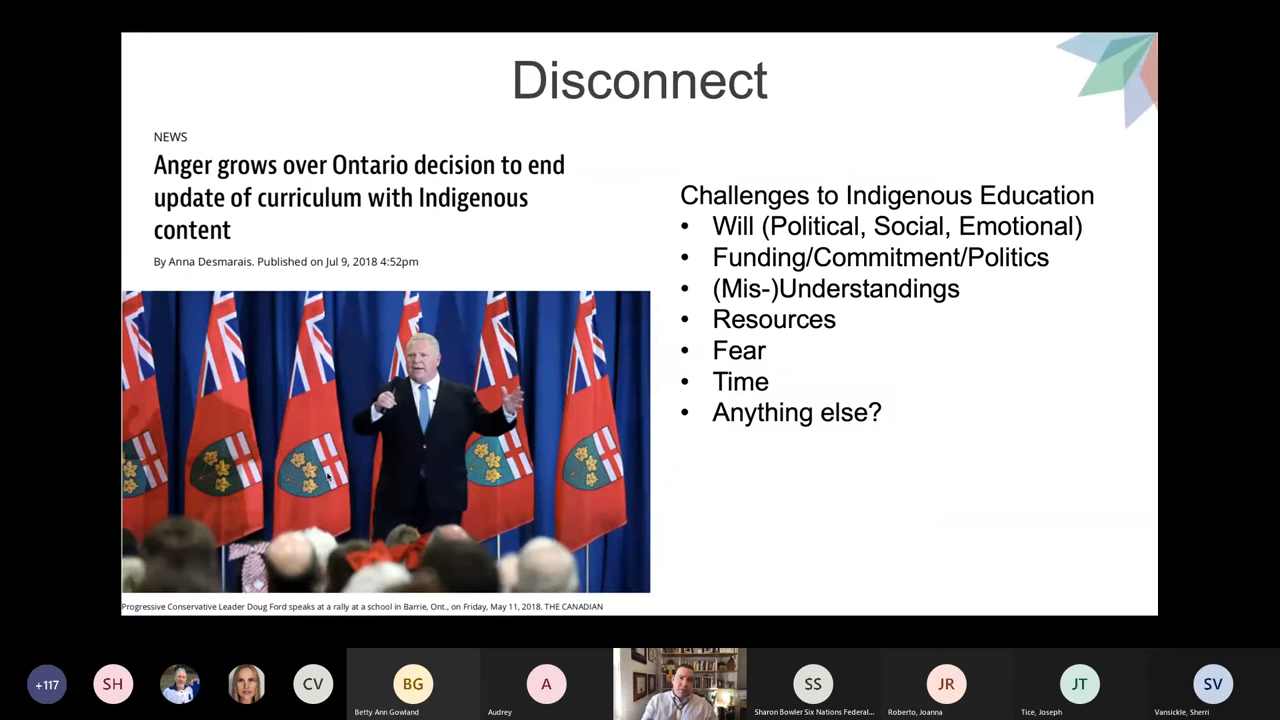 Disconnect
NEWS
Anger grows over Ontario decision to end
update of curriculum with Indigenous
content
By Anna Desmarais. Published on Jul 9, 2018 4:52pm
Progressive Conservative Leader Doug Ford speaks at a rally at a school in Barrie, Ont., on Friday, May 11, 2018. THE CANADIAN
Challenges to Indigenous Education
• Will (Political, Social, Emotional)
• Funding/Commitment/Politics
• (Mis-)Understandings
• Resources
• Fear
• Time
• Anything else?
+117
SH
CV
BG
Betty Ann Gowland
A
Audrey
SS
Sharon Bowler Six Nations Federal...
JR
Roberto, Joanna
JT
Tice, Joseph
SV
Vansickle, Sherri